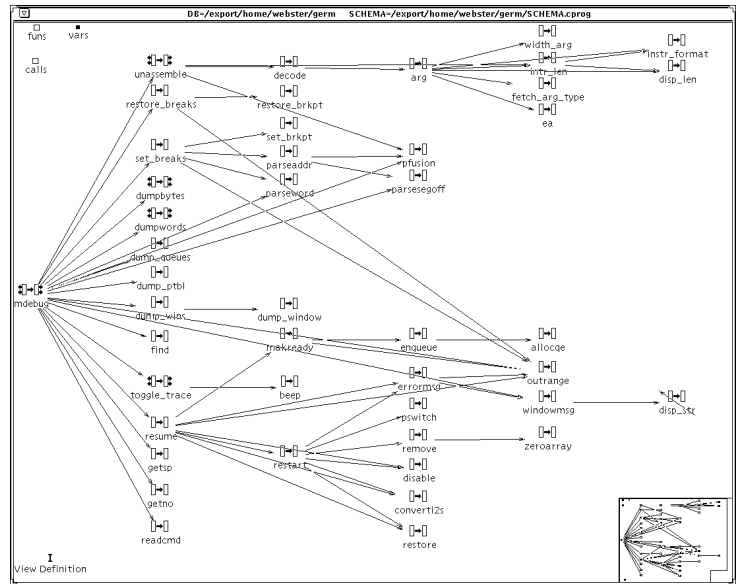 DB=/export/home/webster/germ SCHEMA=/export/home/webster/germ/SCHEMA.cprog
funs vars
calls
width_arg
instr_format
unassemble decode arg intr_len disp_len
restore_breaks restore_brkpt fetch_arg_type
set_brkpt ea
set_breaks parseaddr pfusion
dumpbytes parseword parsesegoff
dumpwords
dump_queues
dump_ptbl
mdebug dump_wins dump_window
find makready enqueue allocqe
toggle_trace beep errormsg outrange
pswitch windowmsg disp_str
resume
getsp restart remove zeroarray
disable
getno converti2s
readcmd restore
View Definition